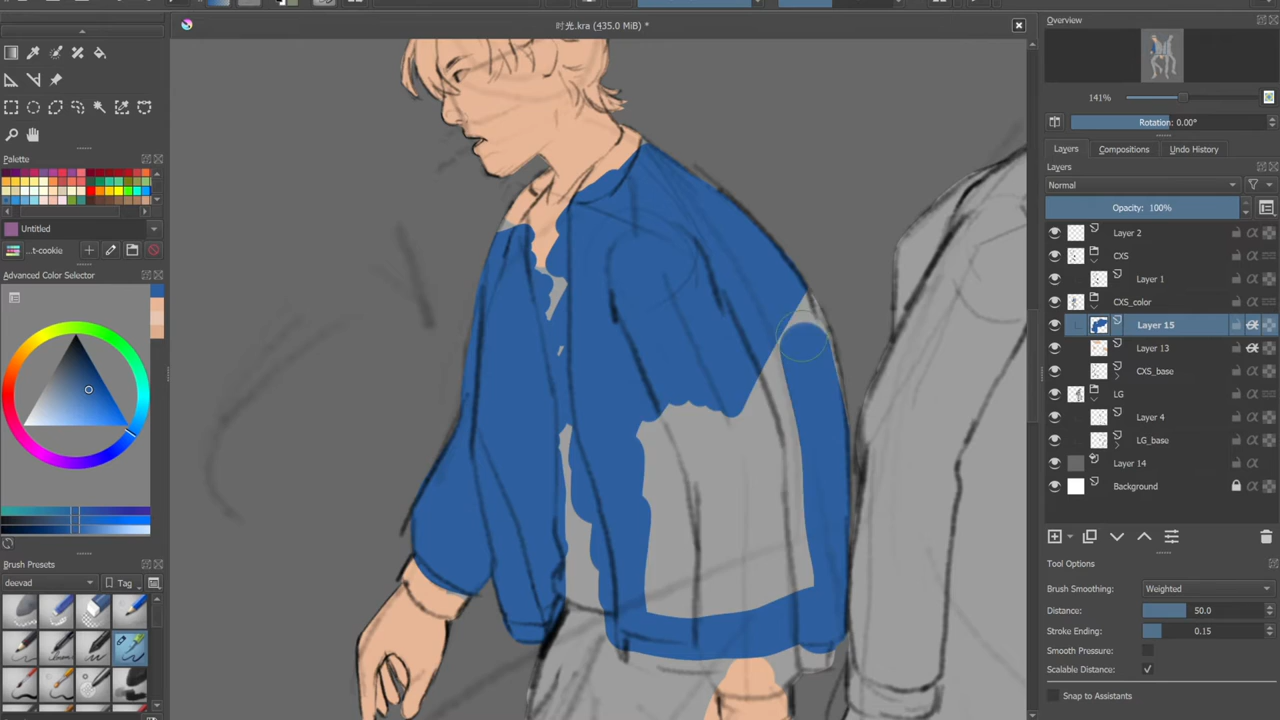 时光.kra (435.0 MiB) *
Overview
141%
Rotation: 0.00°
Layers
Compositions
Undo History
Layers
Normal
Opacity: 100%
Layer 2
CXS
Layer 1
CXS_color
Layer 15
Layer 13
CXS_base
LG
Layer 4
LG_base
Layer 14
Background
Tool Options
Brush Smoothing:
Weighted
Distance:
50.0
Stroke Ending:
0.15
Smooth Pressure:
Scalable Distance:
Snap to Assistants
Palette
Untitled
...t-cookie
Advanced Color Selector
Brush Presets
deevad
Tag